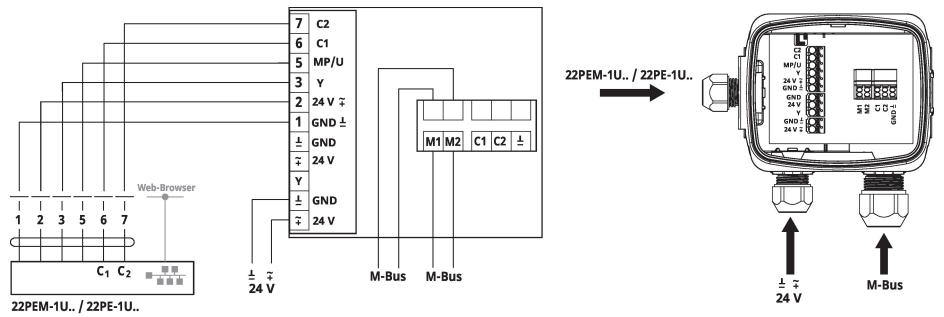 7 C2
6 C1
5 MP/U
3 Y
2 24 V ⍨
1 GND ⏊
⏊ GND
⍨ 24 V
Y
⏊ GND
⍨ 24 V
M1 M2 C1 C2 ⏊
Web-Browser
1 2 3 5 6 7
C1 C2
22PEM-1U.. / 22PE-1U..
⏊ ⍨
24 V
M-Bus M-Bus
22PEM-1U.. / 22PE-1U..
C2
C1
MP/U
Y
24 V ⍨
GND ⏊
GND
24 V
Y
GND ⏊
24 V ⍨
M1
M2
C1
C2
GND ⏊
⏊ ⍨
24 V
M-Bus